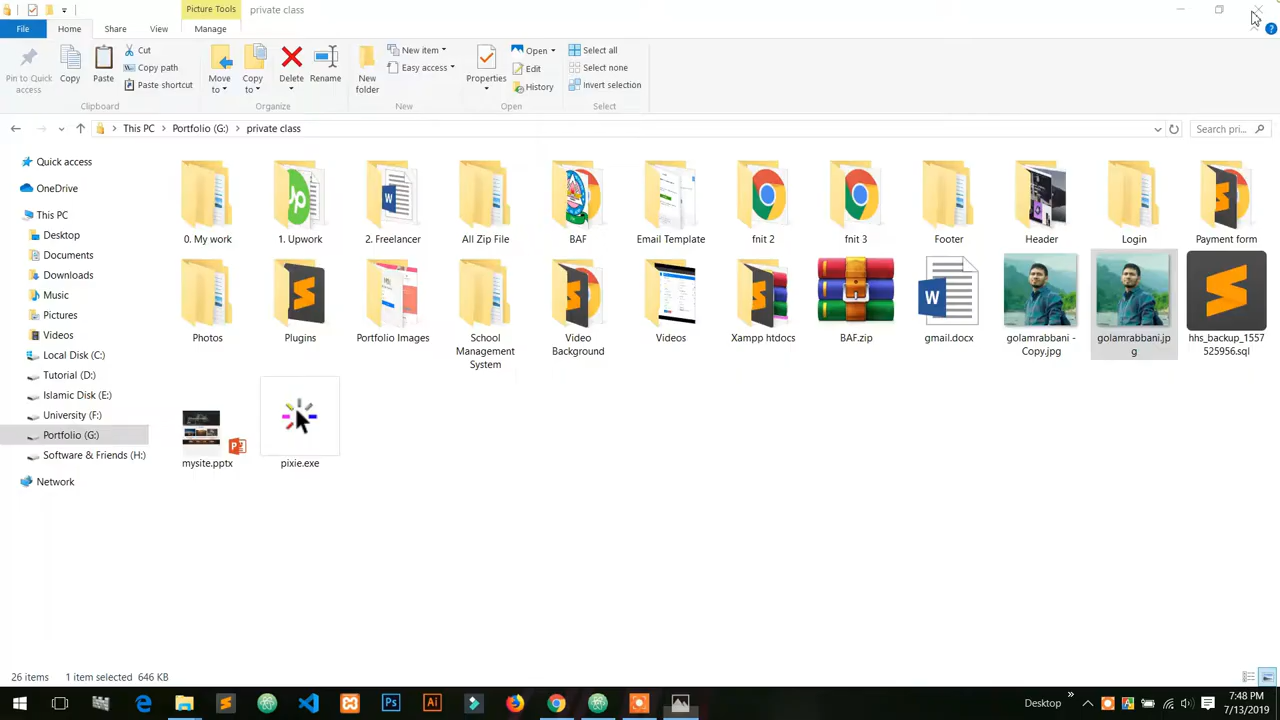 Picture Tools
private class
File
Home
Share
View
Manage
Pin to Quick access
Copy
Paste
Cut
Copy path
Paste shortcut
Clipboard
Move to
Copy to
Delete
Rename
Organize
New folder
New item
Easy access
New
Properties
Open
Edit
History
Open
Select all
Select none
Invert selection
Select
This PC
Portfolio (G:)
private class
Search pri...
Quick access
OneDrive
This PC
Desktop
Documents
Downloads
Music
Pictures
Videos
Local Disk (C:)
Tutorial (D:)
Islamic Disk (E:)
University (F:)
Portfolio (G:)
Software & Friends (H:)
Network
0. My work
1. Upwork
2. Freelancer
All Zip File
BAF
Email Template
fnit 2
fnit 3
Footer
Header
Login
Payment form
Photos
Plugins
Portfolio Images
School
Management
System
Video
Background
Videos
Xampp htdocs
BAF.zip
gmail.docx
golamrabbani -
Copy.jpg
golamrabbani.jp
g
hhs_backup_1557
525956.sql
mysite.pptx
pixie.exe
26 items
1 item selected 646 KB
Desktop
7:48 PM
7/13/2019